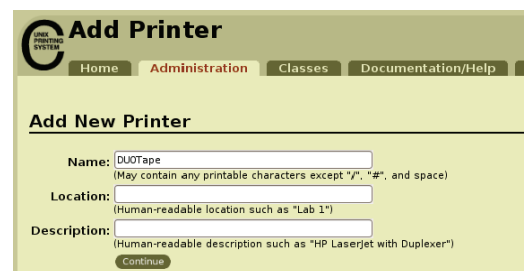 UNIX
PRINTING
SYSTEM
Add Printer
Home Administration Classes Documentation/Help
Add New Printer
Name: DUOTape
(May contain any printable characters except "/", "#", and space)
Location:
(Human-readable location such as "Lab 1")
Description:
(Human-readable description such as "HP LaserJet with Duplexer")
Continue